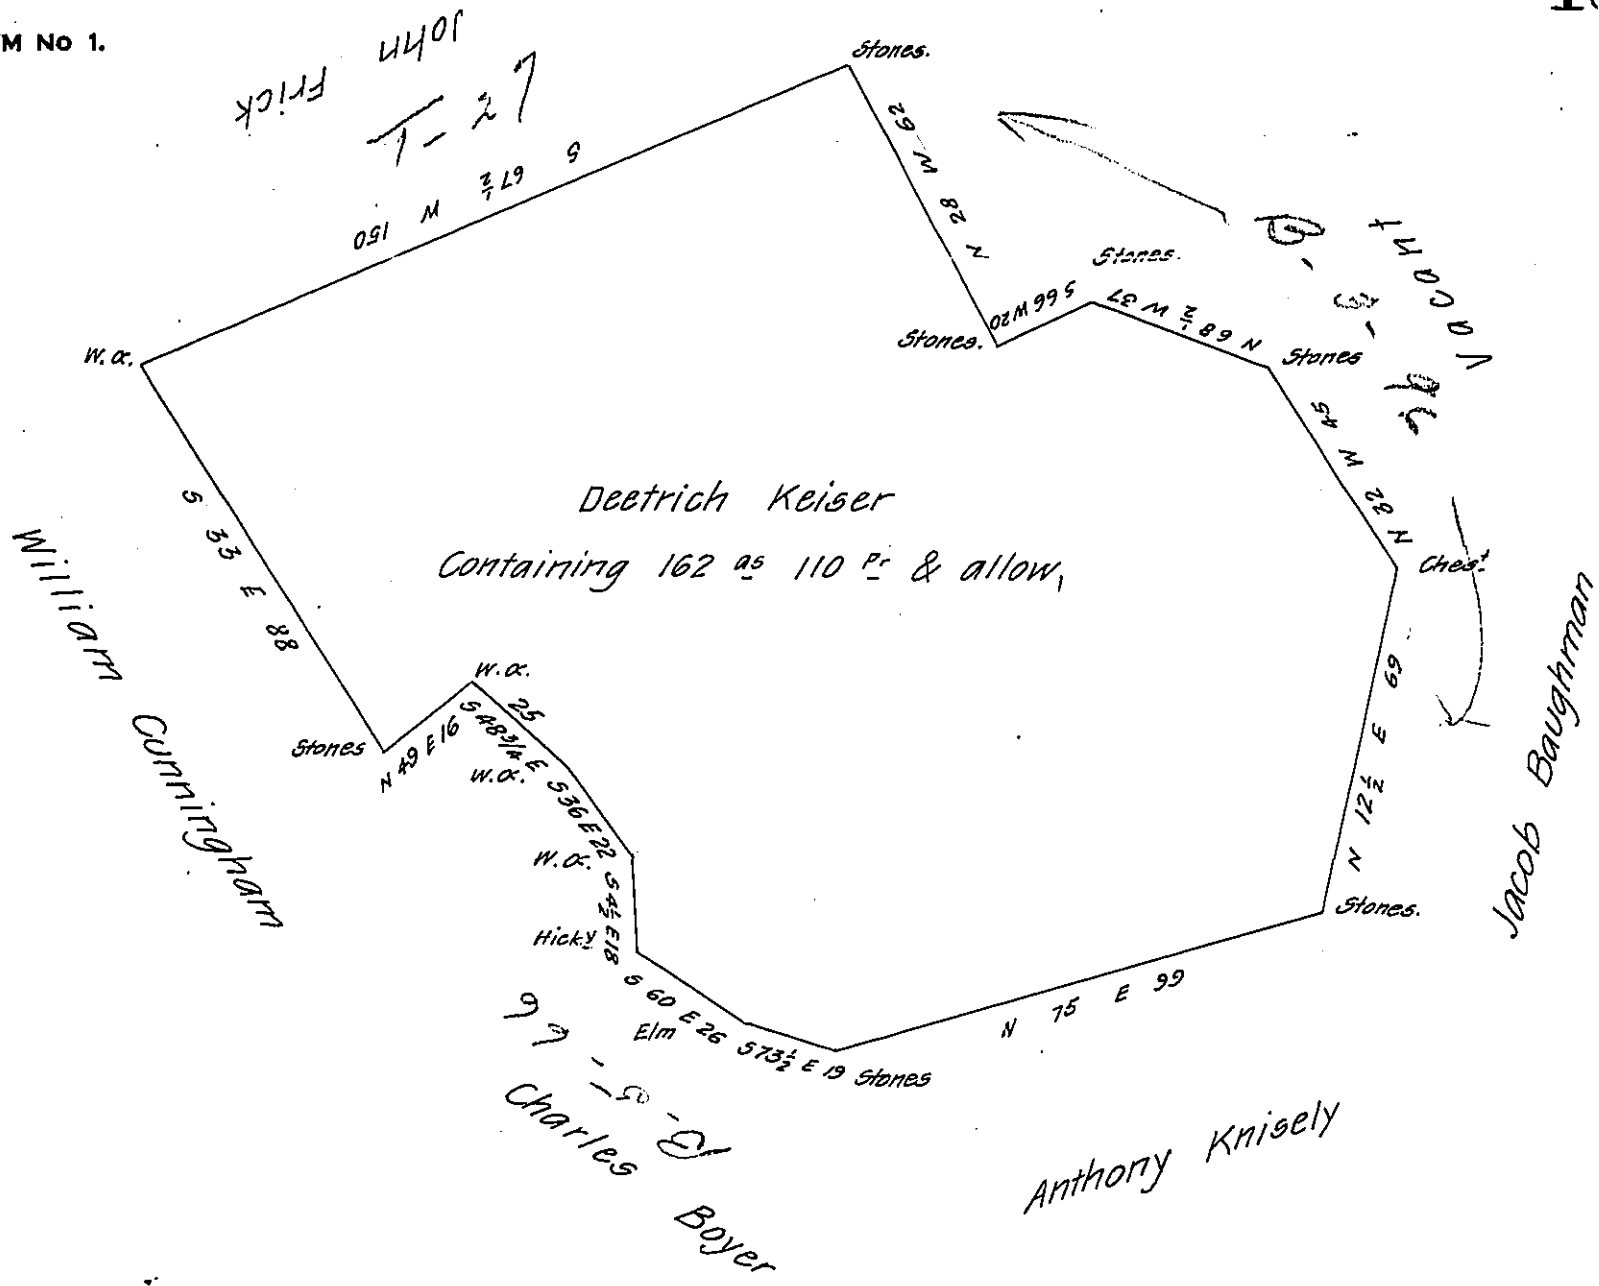 M No 1.
John Frick
Stones.
S 67½ W 150
N 28 W 62
Vacant
B-3-96
Stones.
S 66 W 20
N 68½ W 37
Stones.
Stones
W.O.
N 32 W 45
Deetrich Keiser
Containing 162 as 110 Pr & allow,
Chest
S 33 E 88
William Cunningham
W.O.
25
S 48¾ E
N 12½ E 69
Jacob Baughman
Stones
N 49 E 16
W.O.
S 36 E 22
W.O.
S 4½ E 18
Hicky
Stones.
S 60 E 26
Elm
N 75 E 99
S 73½ E 19
Stones
Charles Boyer
Anthony Knisely